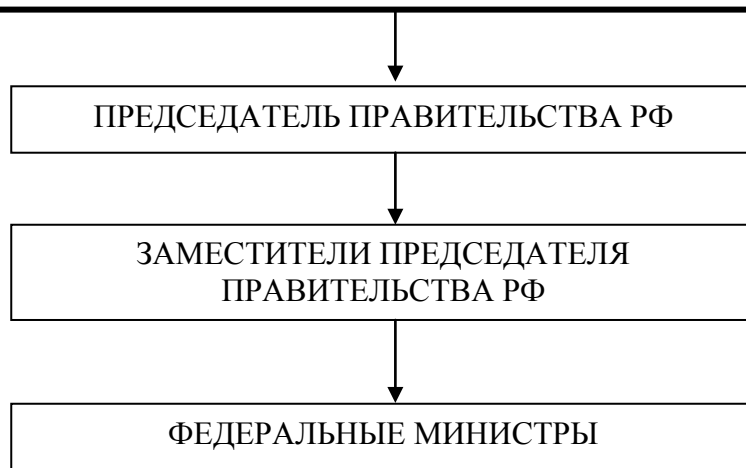 ПРЕДСЕДАТЕЛЬ ПРАВИТЕЛЬСТВА РФ
ЗАМЕСТИТЕЛИ ПРЕДСЕДАТЕЛЯ
ПРАВИТЕЛЬСТВА РФ
ФЕДЕРАЛЬНЫЕ МИНИСТРЫ